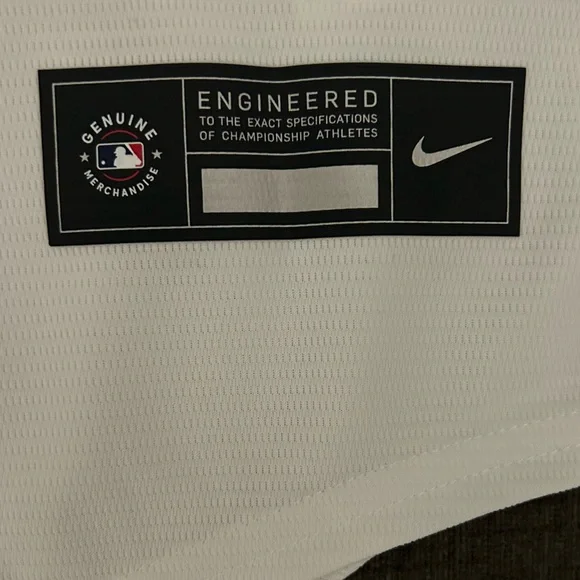 GENUINE
MERCHANDISE
ENGINEERED
TO THE EXACT SPECIFICATIONS
OF CHAMPIONSHIP ATHLETES